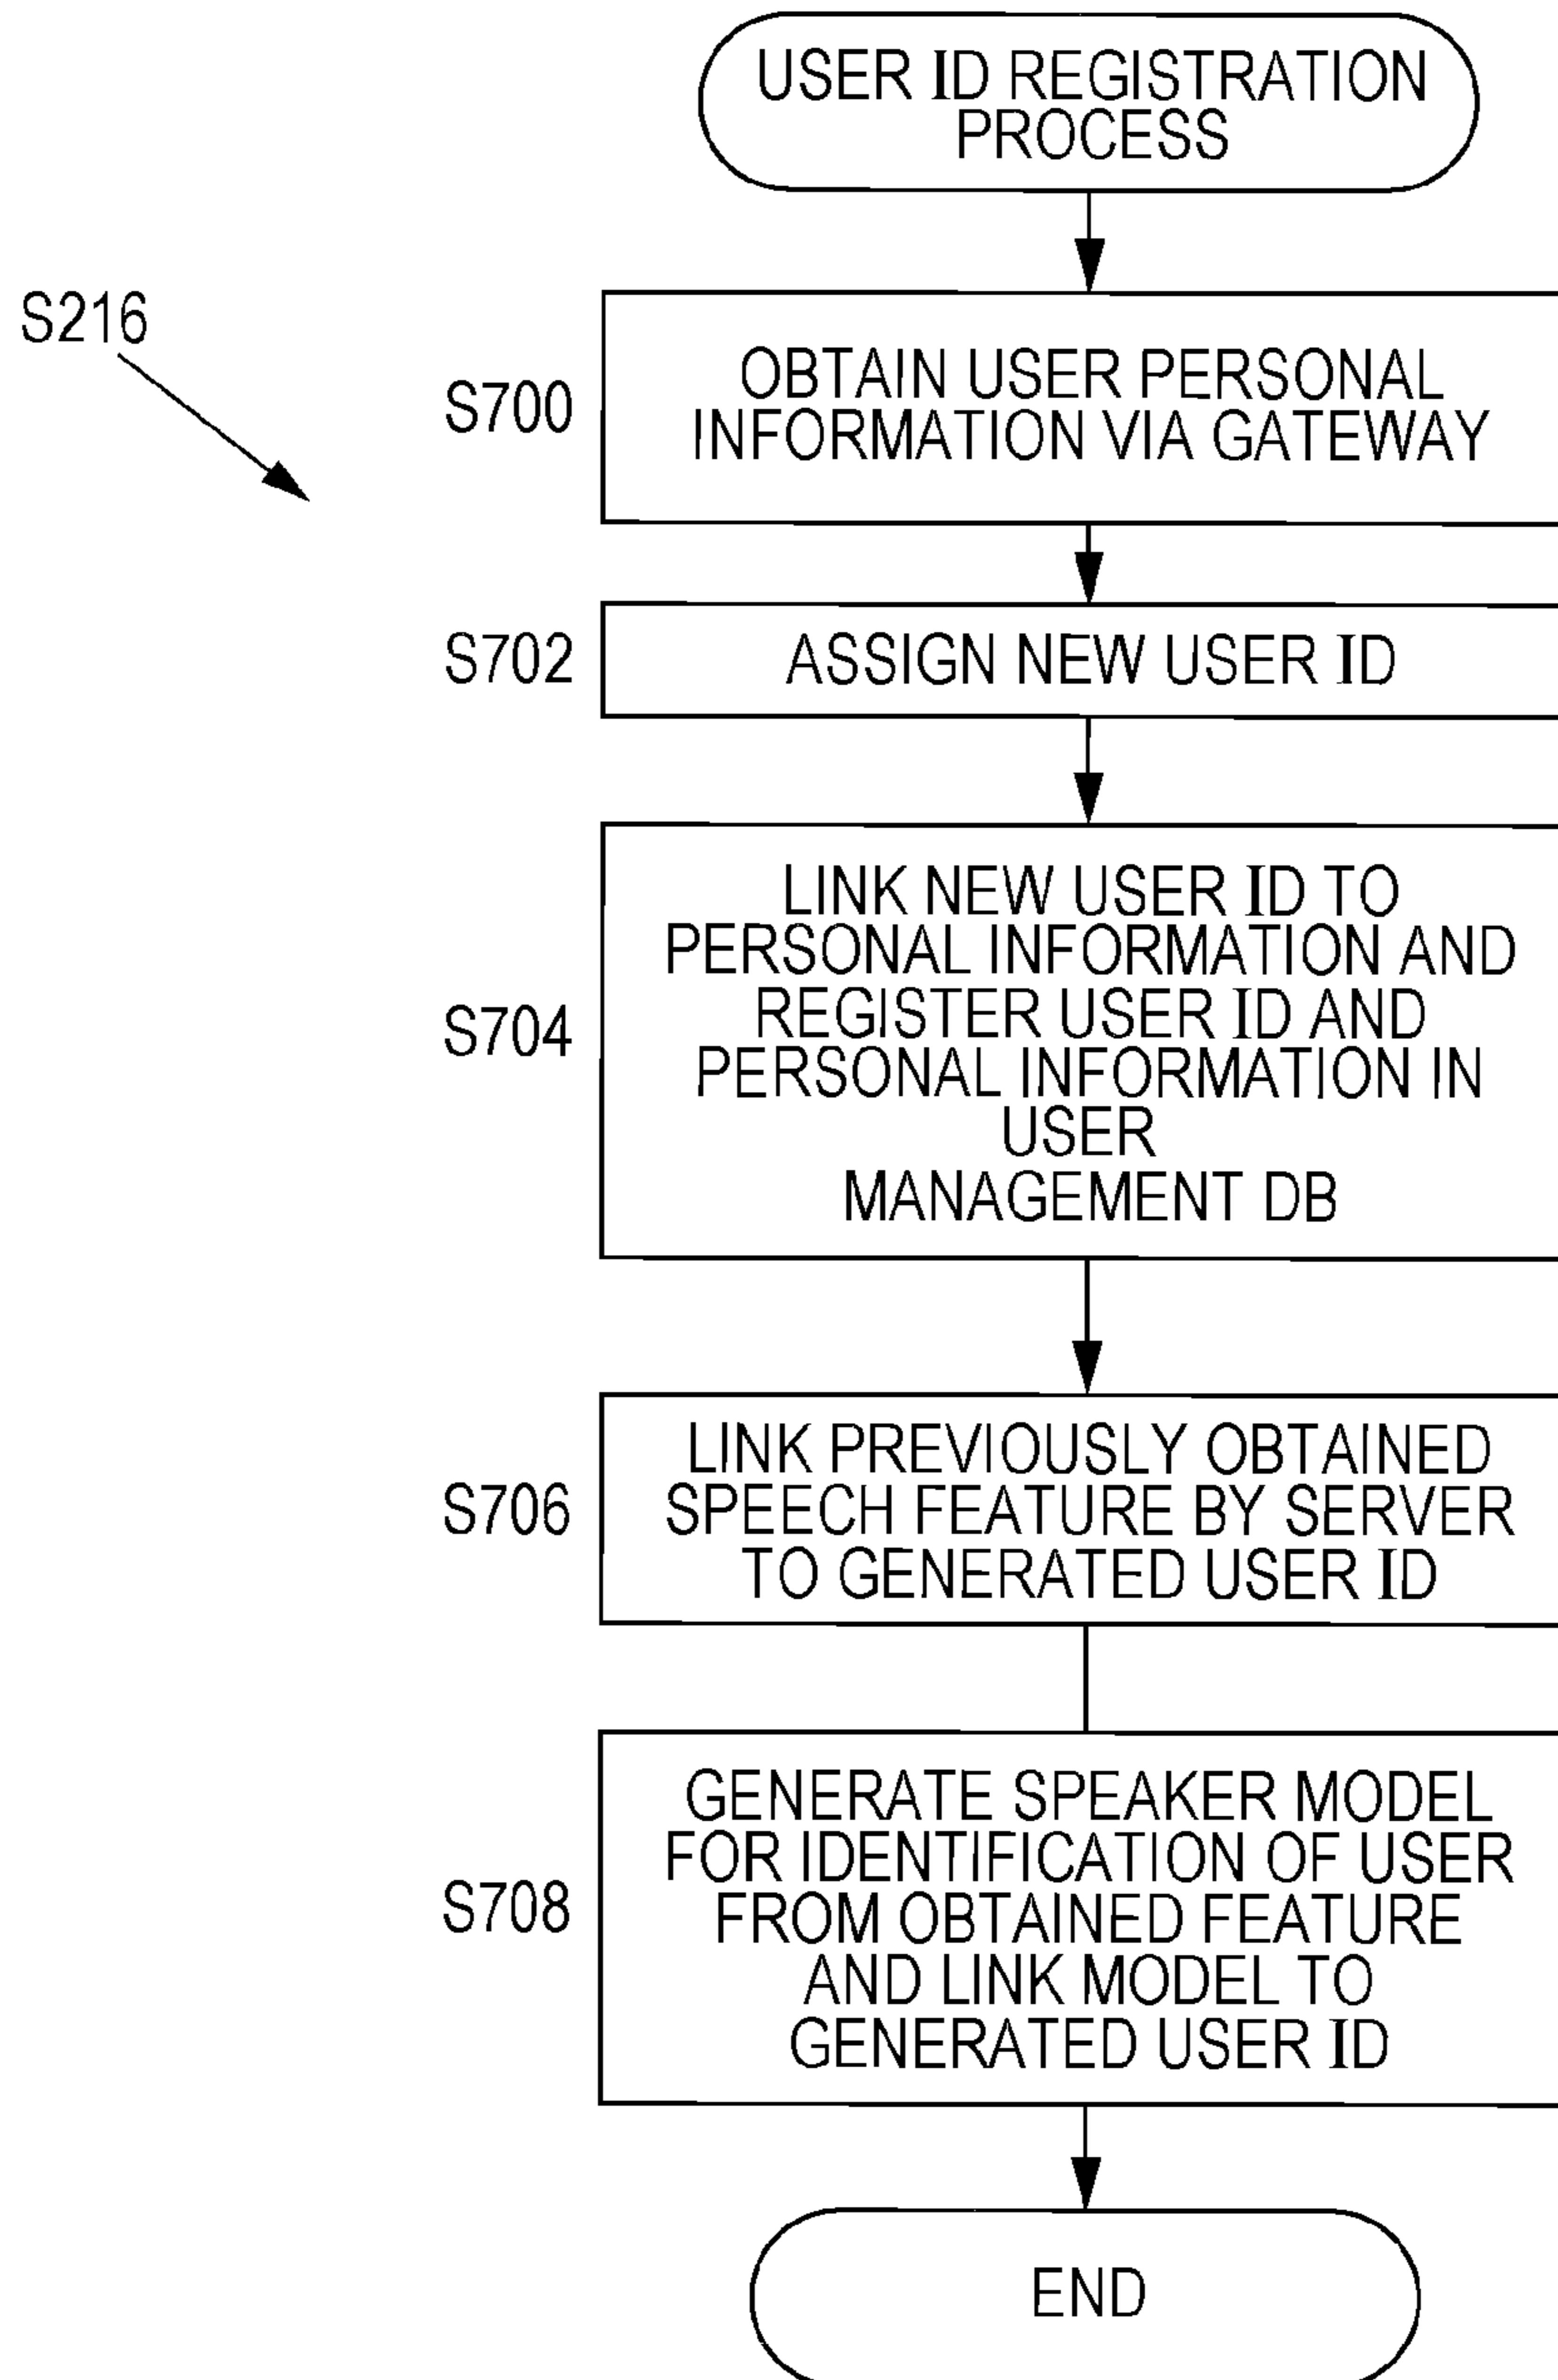 USER ID REGISTRATION
PROCESS
S216
S700
OBTAIN USER PERSONAL
INFORMATION VIA GATEWAY
S702
ASSIGN NEW USER ID
S704
LINK NEW USER ID TO
PERSONAL INFORMATION AND
REGISTER USER ID AND
PERSONAL INFORMATION IN
USER
MANAGEMENT DB
S706
LINK PREVIOUSLY OBTAINED
SPEECH FEATURE BY SERVER
TO GENERATED USER ID
S708
GENERATE SPEAKER MODEL
FOR IDENTIFICATION OF USER
FROM OBTAINED FEATURE
AND LINK MODEL TO
GENERATED USER ID
END